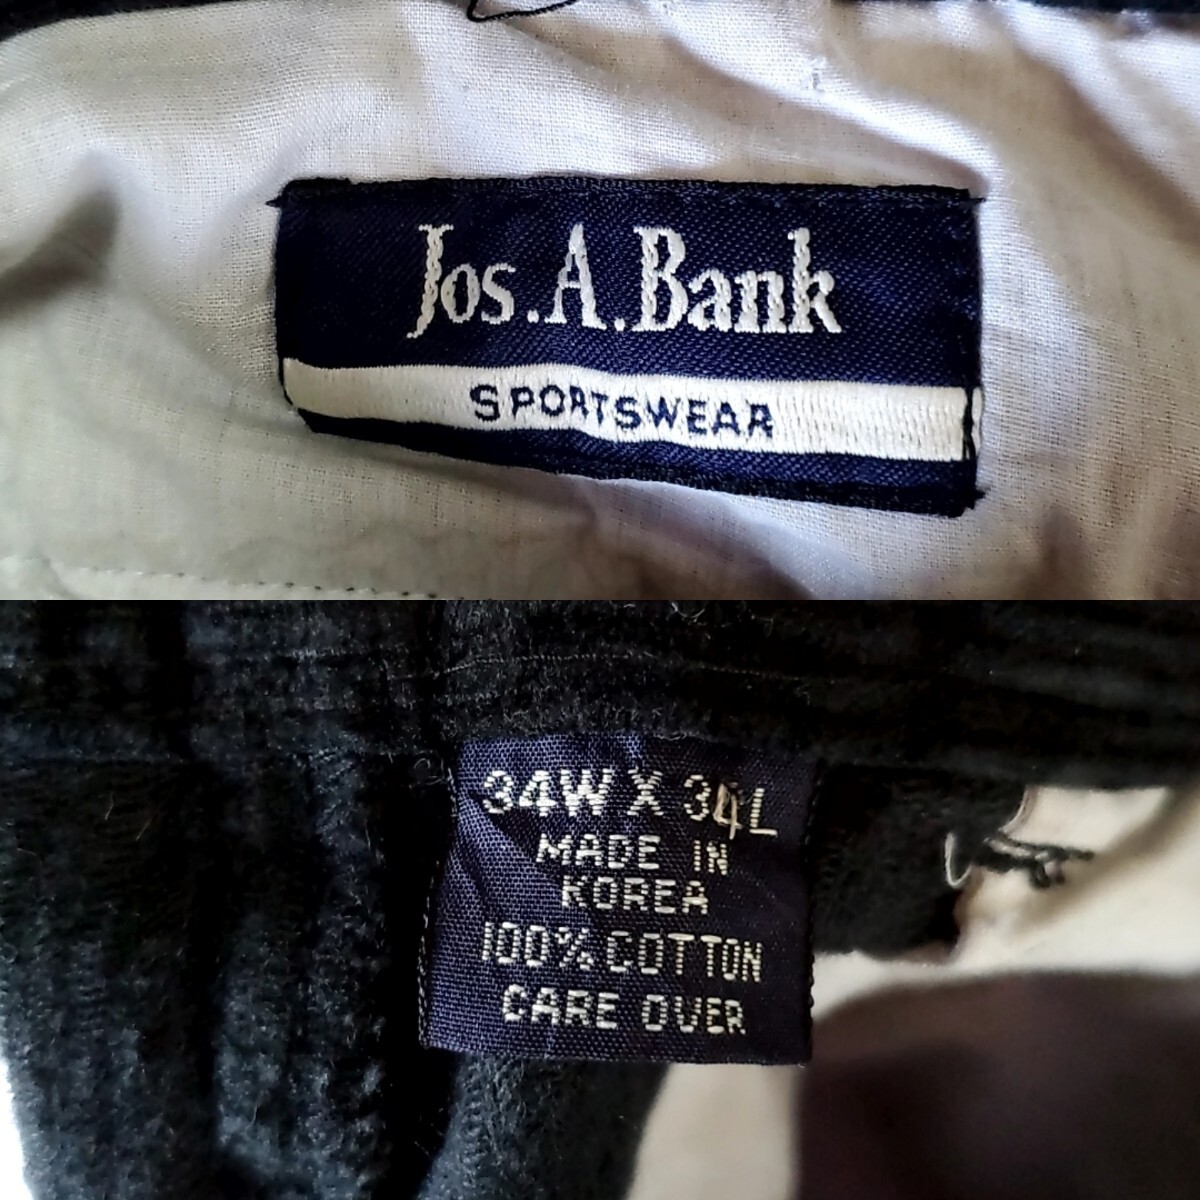 Jos.A.Bank
SPORTSWEAR
34W X 34L
MADE IN
KOREA
100% COTTON
CARE OVER